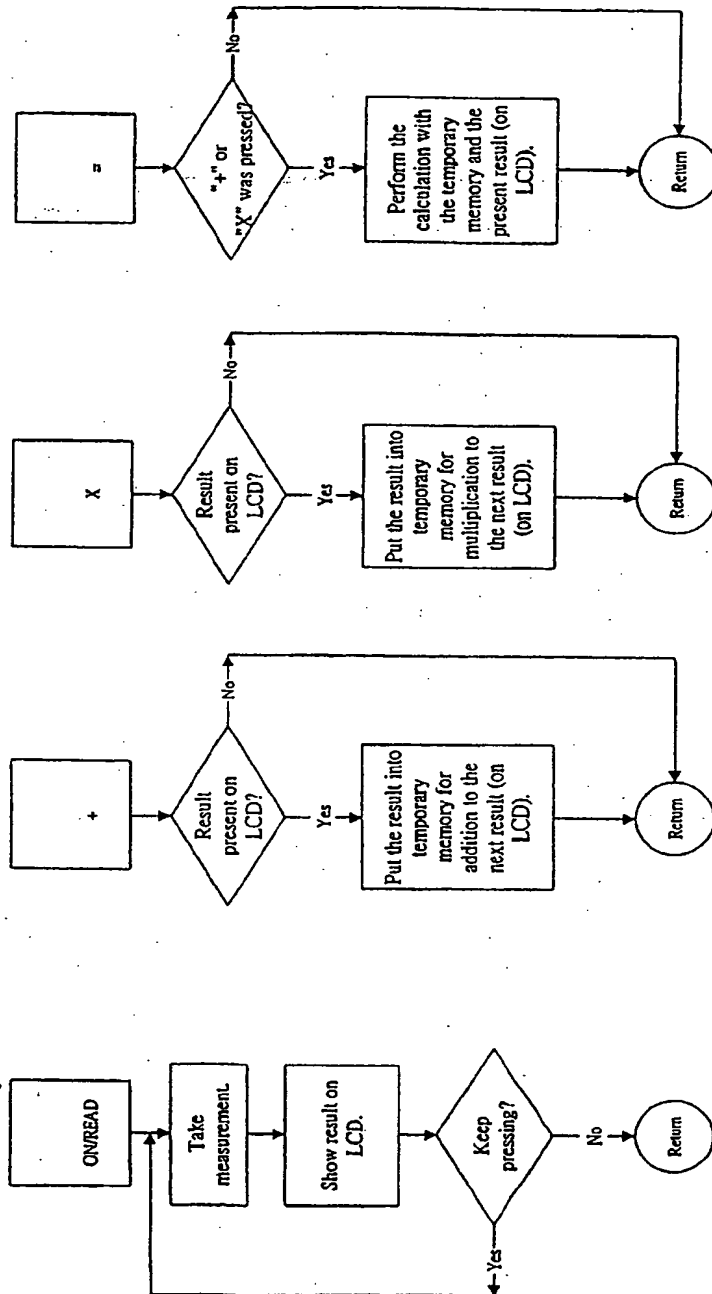 ON/READ
Take
measurement.
Show result on
LCD.
Keep
pressing?
Yes
No
Return
+
Result
present on
LCD?
No
Yes
Put the result into
temporary
memory for
addition to the
next result (on
LCD).
Return
X
Result
present on
LCD?
No
Yes
Put the result into
temporary
memory for
multiplication to
the next result
(on LCD).
Return
=
"+" or
"X" was pressed?
No
Yes
Perform the
calculation with
the temporary
memory and the
present result (on
LCD).
Return